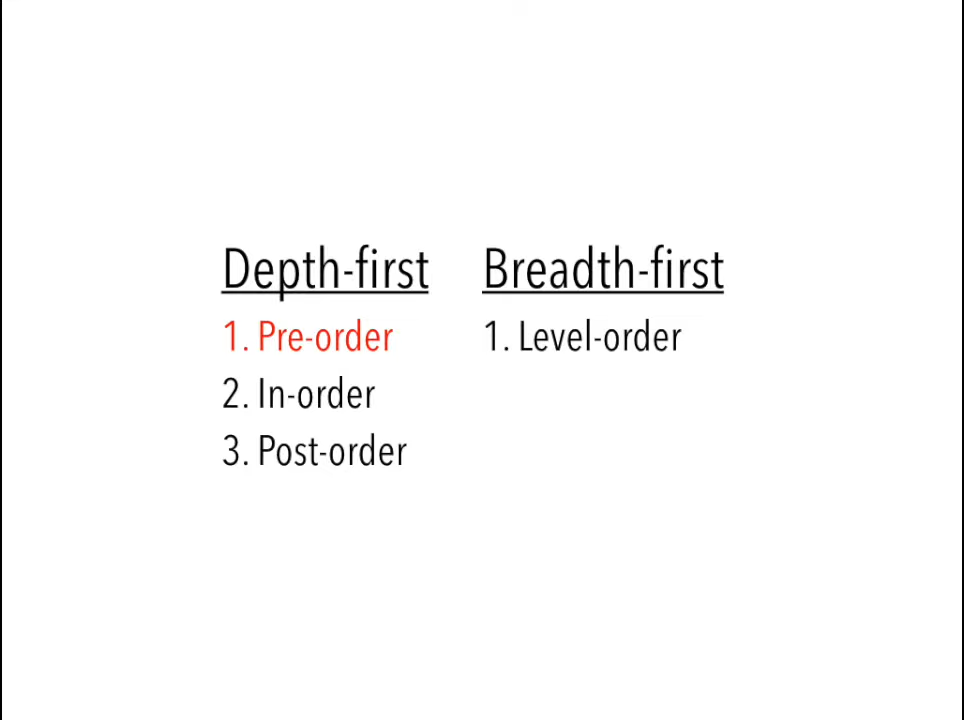 Depth-first
1. Pre-order
2. In-order
3. Post-order
Breadth-first
1. Level-order